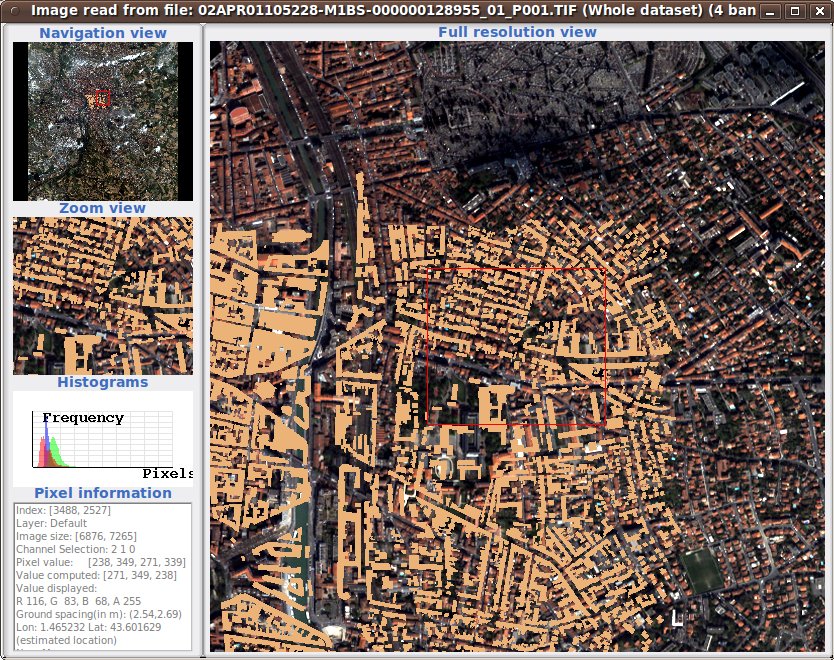 Image read from file: 02APR01105228-M1BS-000000128955_01_P001.TIF (Whole dataset) (4 ban
Navigation view
Full resolution view
Zoom view
Histograms
Frequency
Pixels
Pixel information
Index: [3488, 2527]
Layer: Default
Image size: [6876, 7265]
Channel Selection: 2 1 0
Pixel value: [238, 349, 271, 339]
Value computed: [271, 349, 238]
Value displayed:
R 116, G 83, B 68, A 255
Ground spacing(in m): (2.54,2.69)
Lon: 1.465232 Lat: 43.601629
(estimated location)